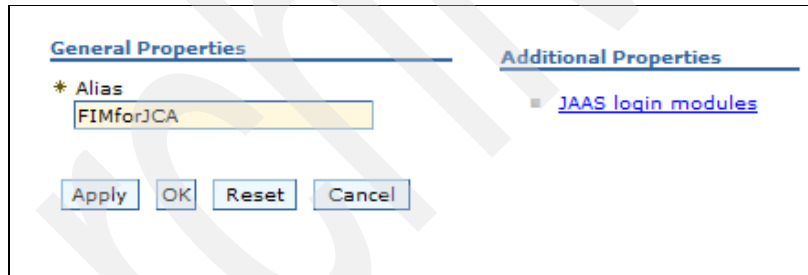 General Properties
* Alias
FIMforJCA
Apply OK Reset Cancel
Additional Properties
JAAS login modules